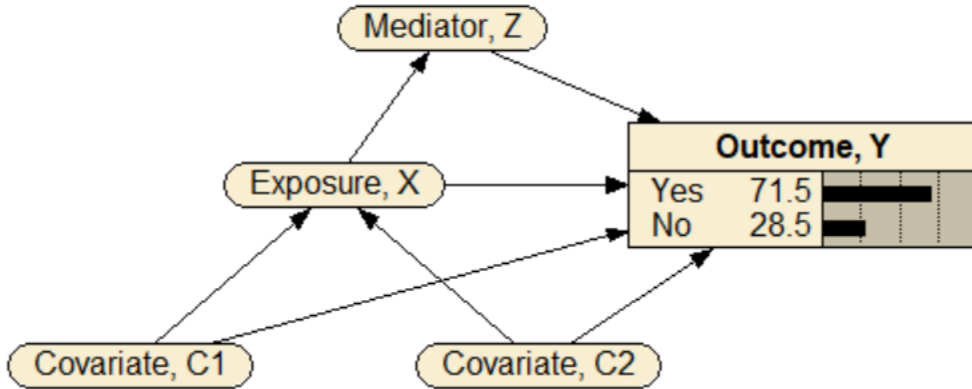 Mediator, Z
Outcome, Y
Yes 71.5
No 28.5
Exposure, X
Covariate, C1
Covariate, C2